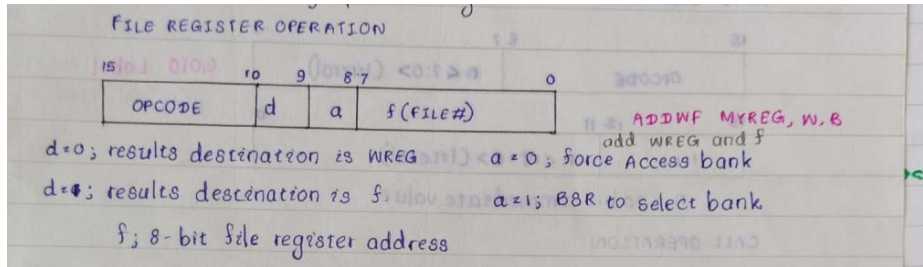 FILE REGISTER OPERATION
15 10 9 8 7 0
OPCODE d a f (FILE#)
ADDWF MYREG, W, B
add WREG and f
d=0; results destination is WREG a=0; force Access bank
d=1; results destination is f. a=1; BSR to select bank
f; 8-bit file register address